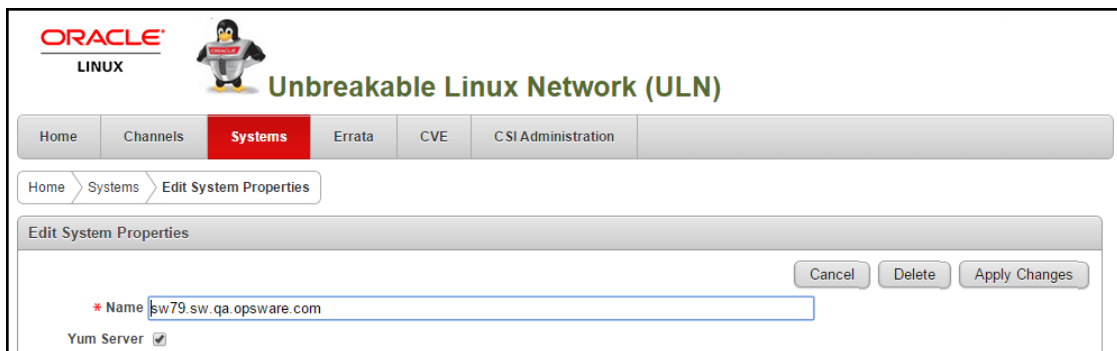 ORACLE
LINUX
Unbreakable Linux Network (ULN)
Home Channels Systems Errata CVE CSI Administration
Home Systems Edit System Properties
Edit System Properties
Cancel Delete Apply Changes
* Name sw79.sw.qa.opsware.com
Yum Server